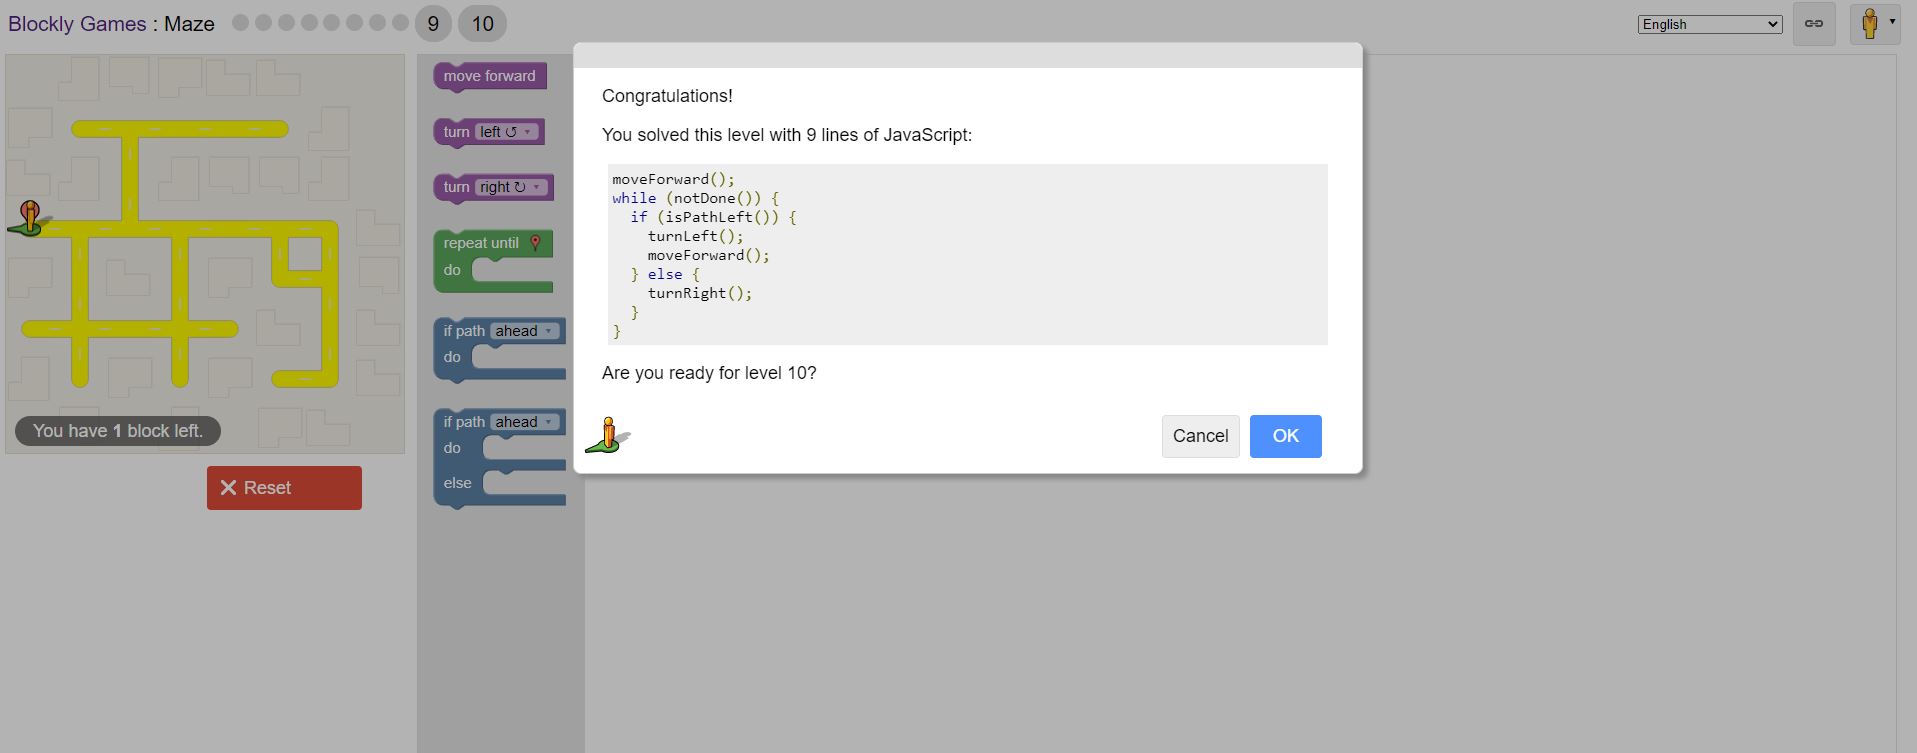 Blockly Games : Maze 9 10 English
move forward
turn left ↺
turn right ↻
repeat until
do
if path ahead
do
if path ahead
do
else
You have 1 block left.
Reset
Congratulations!
You solved this level with 9 lines of JavaScript:
moveForward();
while (notDone()) {
  if (isPathLeft()) {
    turnLeft();
    moveForward();
  } else {
    turnRight();
  }
}
Are you ready for level 10?
Cancel OK